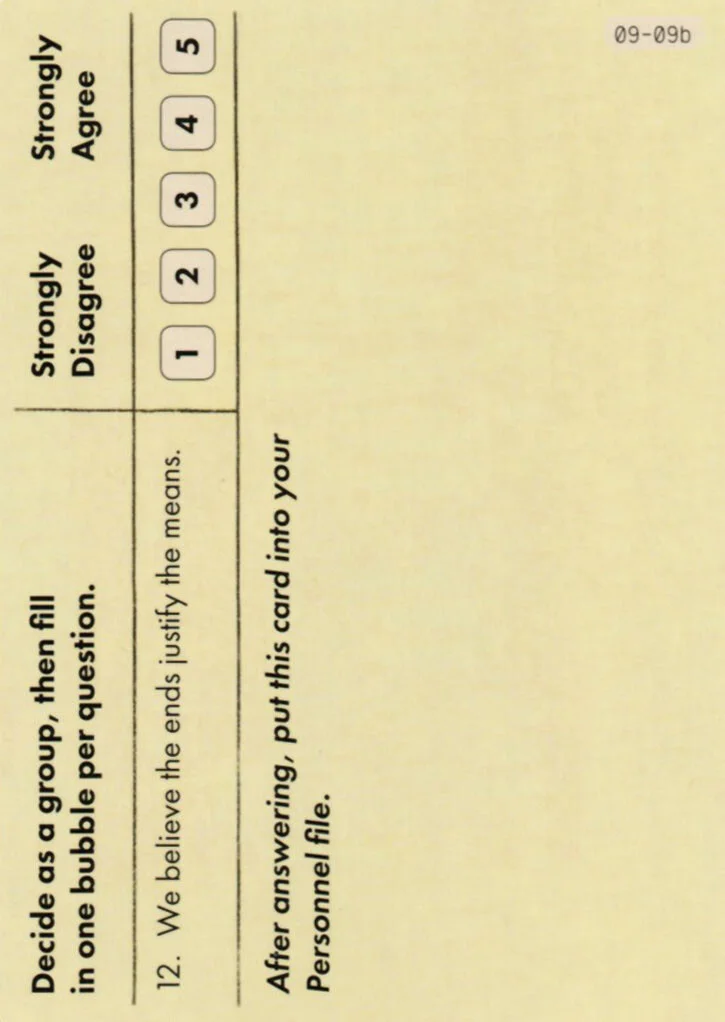 Decide as a group, then fill
in one bubble per question.
Strongly
Disagree
Strongly
Agree
12. We believe the ends justify the means.
1 2 3 4 5
After answering, put this card into your
Personnel file.
09-09b